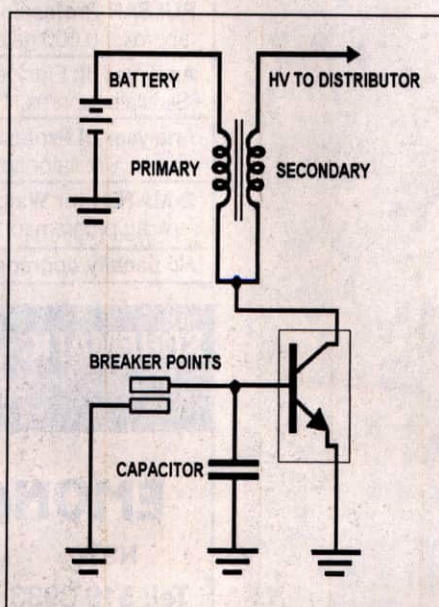 BATTERY
HV TO DISTRIBUTOR
PRIMARY
SECONDARY
BREAKER POINTS
CAPACITOR